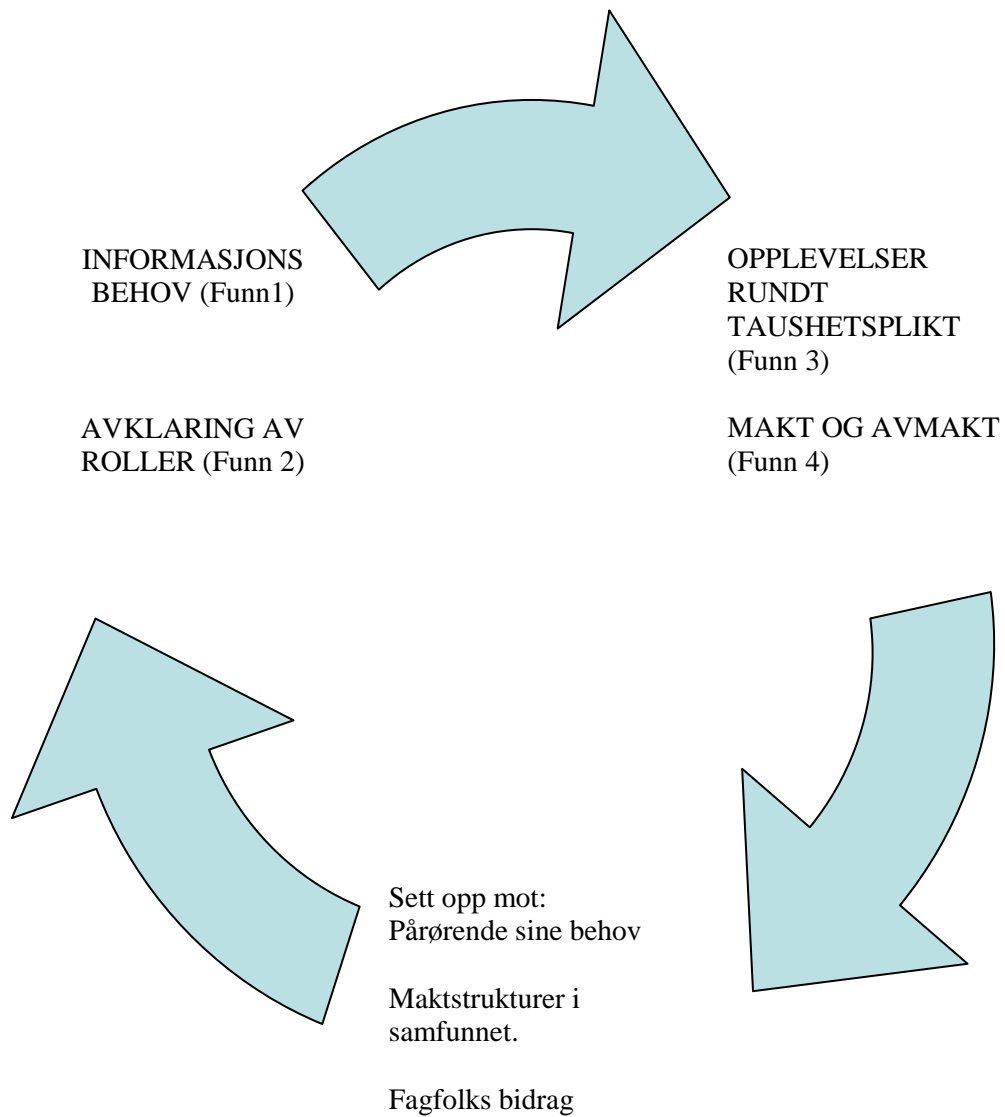 INFORMASJONS
BEHOV (Funn1)
AVKLARING AV
ROLLER (Funn 2)
OPPLEVELSER
RUNDT
TAUSHETSPLIKT
(Funn 3)
MAKT OG AVMAKT
(Funn 4)
Sett opp mot:
Pårørende sine behov
Maktstrukturer i
samfunnet.
Fagfolks bidrag